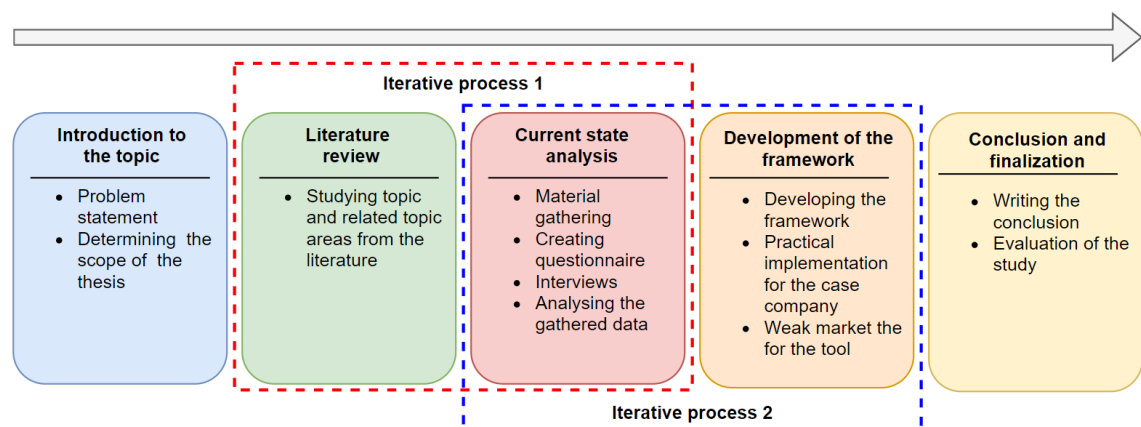 Iterative process 1
Introduction to
the topic
Problem
statement
Determining the
scope of the
thesis
Literature
review
Studying topic
and related topic
areas from the
literature
Current state
analysis
Material
gathering
Creating
questionnaire
Interviews
Analysing the
gathered data
Development of the
framework
Developing the
framework
Practical
implementation
for the case
company
Weak market the
for the tool
Conclusion and
finalization
Writing the
conclusion
Evaluation of the
study
Iterative process 2